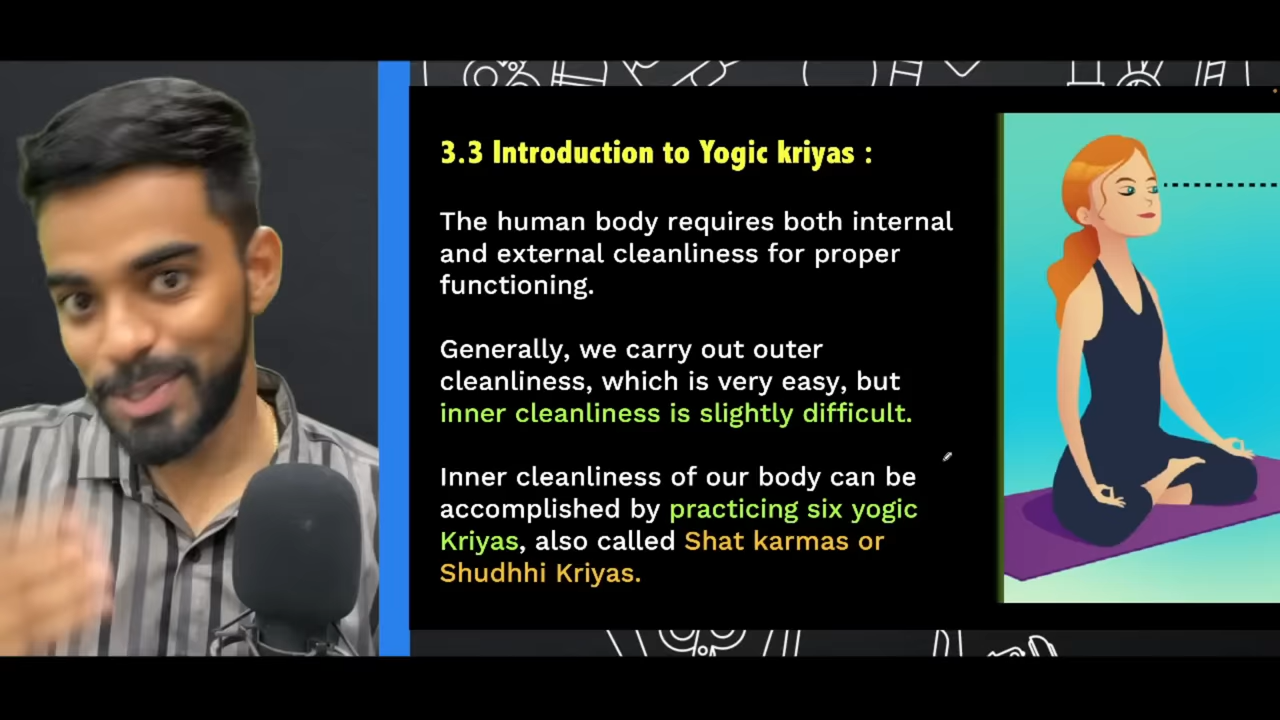 3.3 Introduction to Yogic kriyas :
The human body requires both internal
and external cleanliness for proper
functioning.
Generally, we carry out outer
cleanliness, which is very easy, but
inner cleanliness is slightly difficult.
Inner cleanliness of our body can be
accomplished by practicing six yogic
Kriyas, also called Shat karmas or
Shudhhi Kriyas.